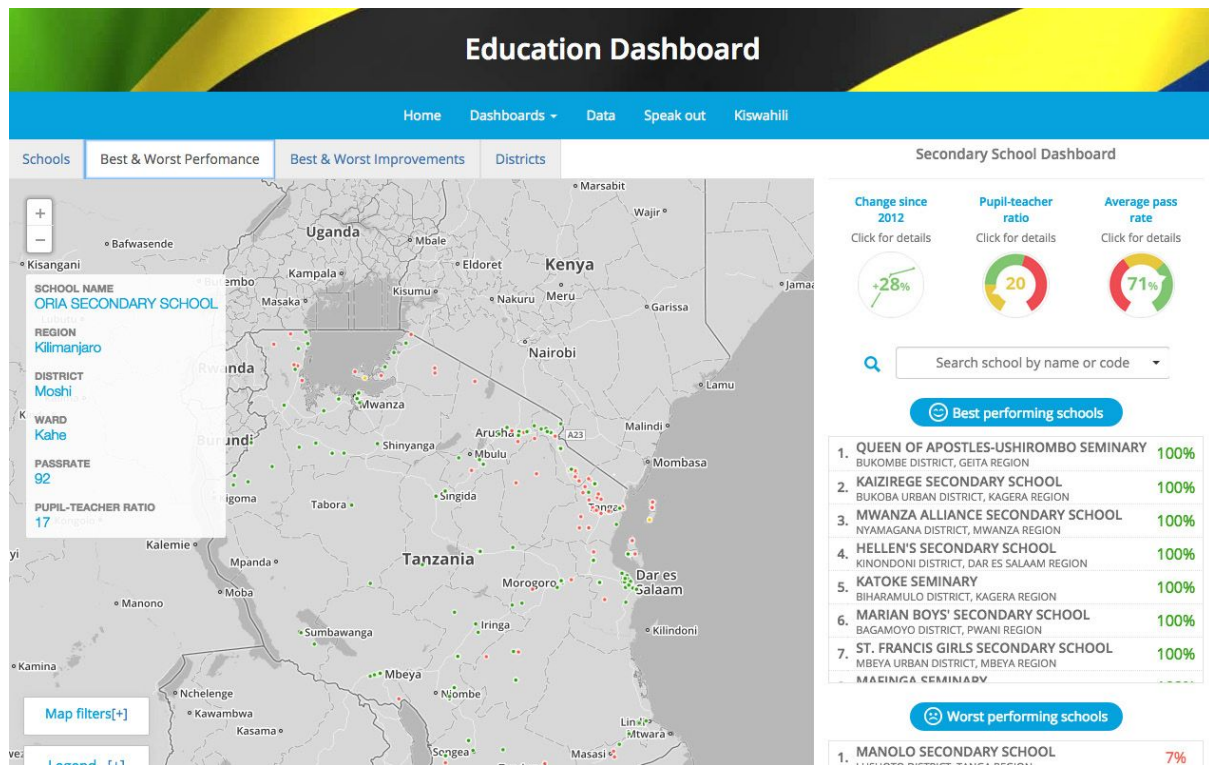 Education Dashboard
Home Dashboards Data Speak out Kiswahili
Schools Best & Worst Perfomance Best & Worst Improvements Districts
+
−
SCHOOL NAME
ORIA SECONDARY SCHOOL
REGION
Kilimanjaro
DISTRICT
Moshi
WARD
Kahe
PASSRATE
92
PUPIL-TEACHER RATIO
17
Marsabit
Wajir
Uganda
Mbale
Bafwasende
Kisangani
Eldoret
Kenya
Kampala
Kisumu
Nakuru
Meru
Garissa
Masaka
Nairobi
Lamu
Mwanza
Malindi
Arusha
A23
Shinyanga
Mbulu
Mombasa
Singida
Tabora
Tanga
Kalemie
Mpanda
Tanzania
Morogoro
Dar es
Salaam
Moba
Manono
Iringa
Kilindoni
Sumbawanga
Kamina
Mbeya
Nchelenge
Njombe
Kawambwa
Kasama
Mtwara
Songea
Masasi
Map filters[+]
Legend [+]
Secondary School Dashboard
Change since
2012
Click for details
+28%
Pupil-teacher
ratio
Click for details
20
Average pass
rate
Click for details
71%
Search school by name or code
Best performing schools
1. QUEEN OF APOSTLES-USHIROMBO SEMINARY 100%
BUKOMBE DISTRICT, GEITA REGION
2. KAIZIREGE SECONDARY SCHOOL 100%
BUKOBA URBAN DISTRICT, KAGERA REGION
3. MWANZA ALLIANCE SECONDARY SCHOOL 100%
NYAMAGANA DISTRICT, MWANZA REGION
4. HELLEN'S SECONDARY SCHOOL 100%
KINONDONI DISTRICT, DAR ES SALAAM REGION
5. KATOKE SEMINARY 100%
BIHARAMULO DISTRICT, KAGERA REGION
6. MARIAN BOYS' SECONDARY SCHOOL 100%
BAGAMOYO DISTRICT, PWANI REGION
7. ST. FRANCIS GIRLS SECONDARY SCHOOL 100%
MBEYA URBAN DISTRICT, MBEYA REGION
MAFINGA SEMINARY
Worst performing schools
1. MANOLO SECONDARY SCHOOL 7%
LUSHOTO DISTRICT, TANGA REGION